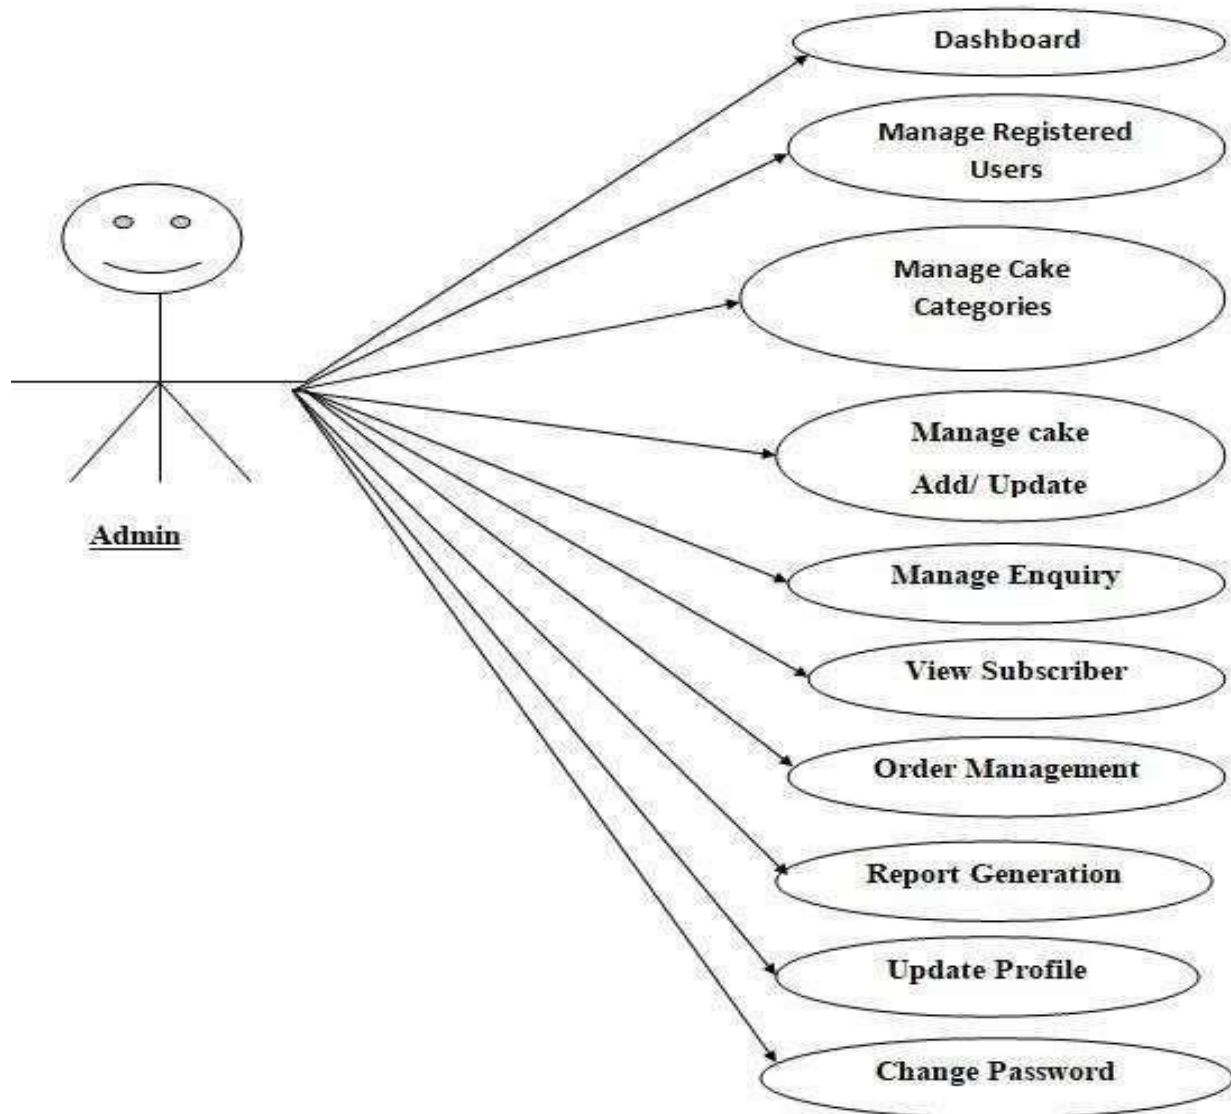 Dashboard
Manage Registered
Users
Manage Cake
Categories
Manage cake
Add/ Update
Admin
Manage Enquiry
View Subscriber
Order Management
Report Generation
Update Profile
Change Password